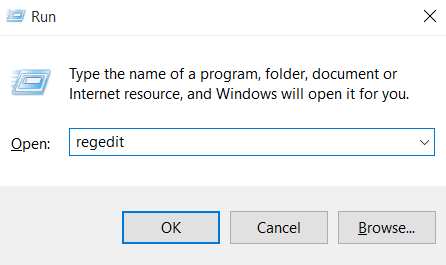 Run
Type the name of a program, folder, document or
Internet resource, and Windows will open it for you.
Open: regedit
OK Cancel Browse...